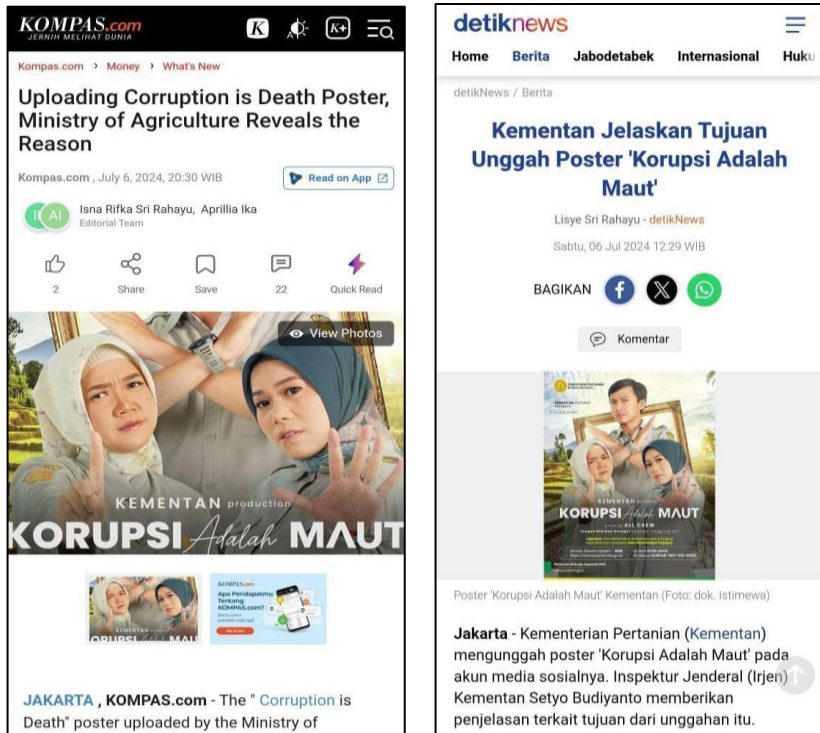 KOMPAS.com
JERNIH MELIHAT DUNIA
K
K+
Kompas.com > Money > What's New
Uploading Corruption is Death Poster,
Ministry of Agriculture Reveals the
Reason
Kompas.com , July 6, 2024, 20:30 WIB
Read on App
AI
Isna Rifka Sri Rahayu, Aprillia Ika
Editorial Team
2
Share
Save
22
Quick Read
View Photos
KEMENTAN production
KORUPSI Adalah MAUT
KOMPAS.com
Apa Pendapatmu
Tentang
KOMPAS.com?
JAKARTA , KOMPAS.com - The " Corruption is
Death" poster uploaded by the Ministry of
detiknews
Home Berita Jabodetabek Internasional Huku
detikNews / Berita
Kementan Jelaskan Tujuan
Unggah Poster 'Korupsi Adalah
Maut'
Lisye Sri Rahayu - detikNews
Sabtu, 06 Jul 2024 12:29 WIB
BAGIKAN
Komentar
KEMENTAN
KORUPSI Adalah MAUT
ALL CREW
Poster 'Korupsi Adalah Maut' Kementan (Foto: dok. Istimewa)
Jakarta - Kementerian Pertanian (Kementan)
mengunggah poster 'Korupsi Adalah Maut' pada
akun media sosialnya. Inspektur Jenderal (Irjen)
Kementan Setyo Budiyanto memberikan
penjelasan terkait tujuan dari unggahan itu.